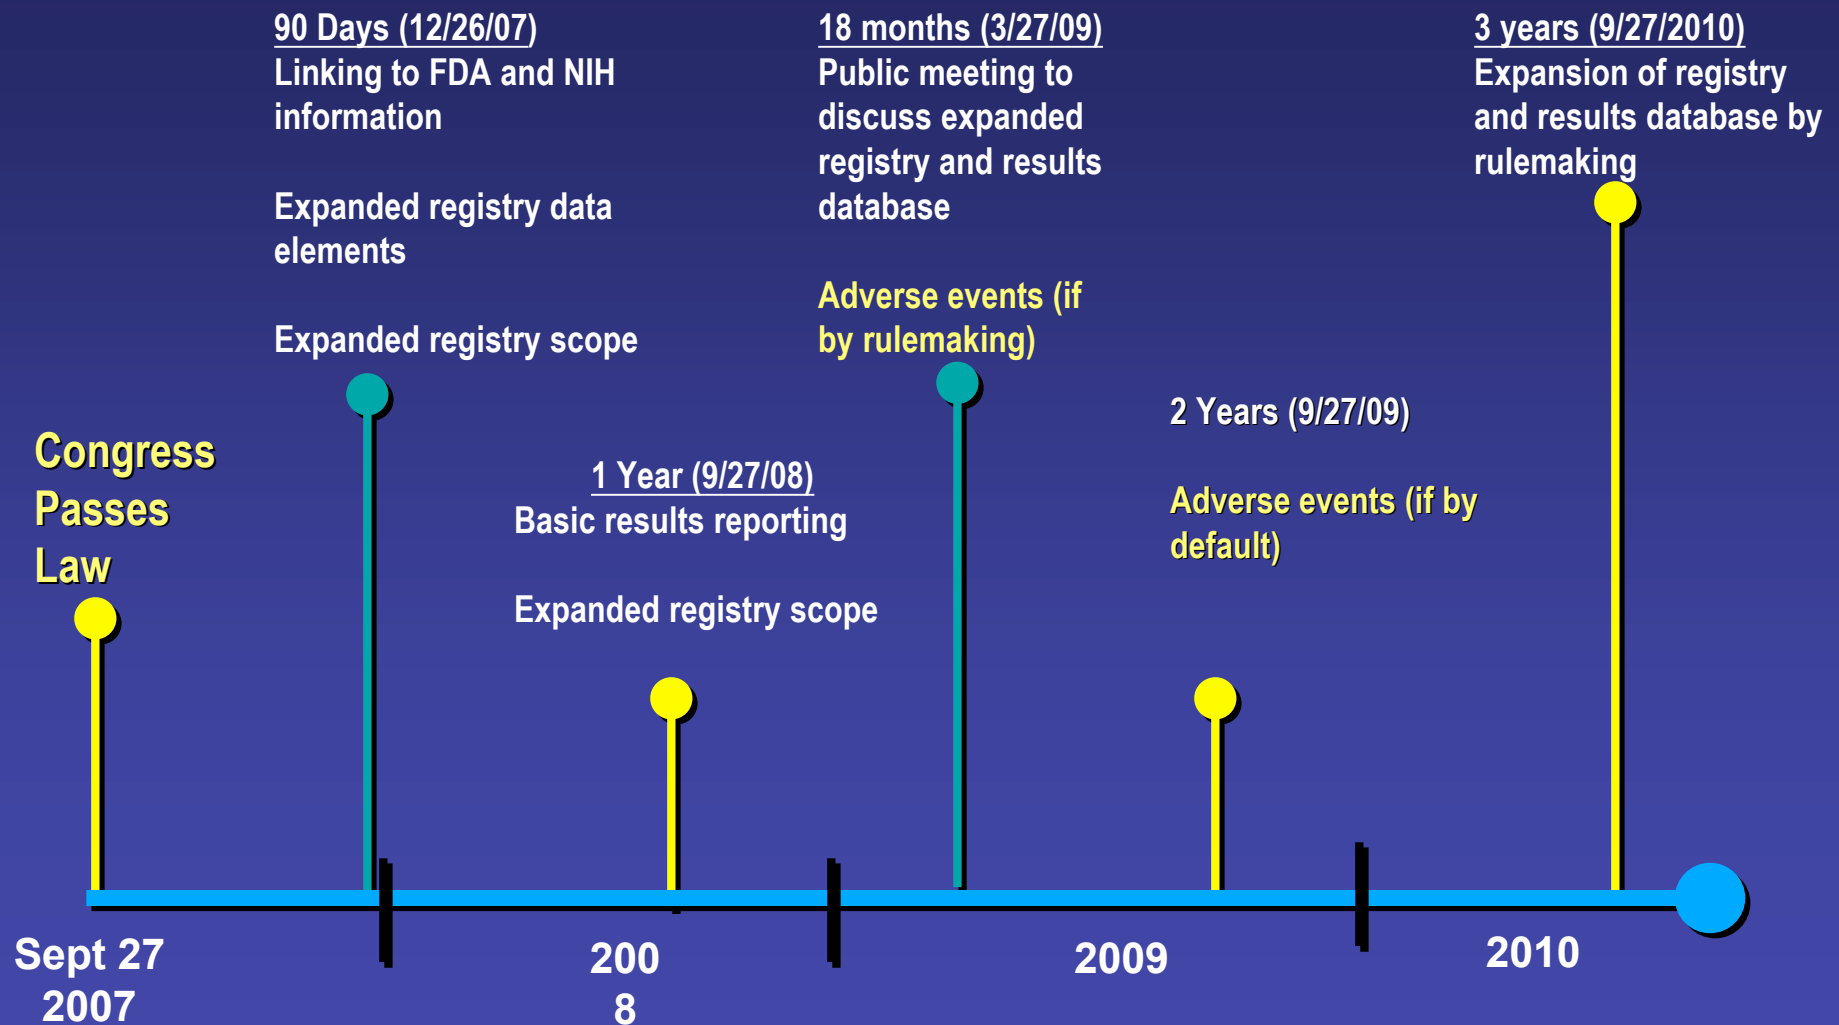 90 Days (12/26/07)
Linking to FDA and NIH
information
Expanded registry data
elements
Expanded registry scope
18 months (3/27/09)
Public meeting to
discuss expanded
registry and results
database
Adverse events (if
by rulemaking)
3 years (9/27/2010)
Expansion of registry
and results database by
rulemaking
Congress
Passes
Law
1 Year (9/27/08)
Basic results reporting
Expanded registry scope
2 Years (9/27/09)
Adverse events (if by
default)
Sept 27
2007
200
8
2009
2010